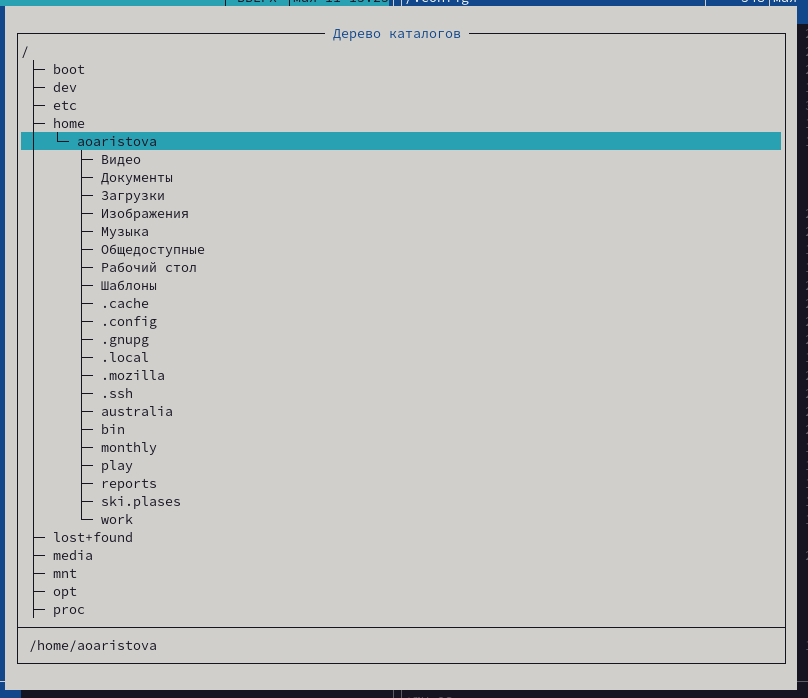 Дерево каталогов
/
boot
dev
etc
home
aoaristova
Видео
Документы
Загрузки
Изображения
Музыка
Общедоступные
Рабочий стол
Шаблоны
.cache
.config
.gnupg
.local
.mozilla
.ssh
australia
bin
monthly
play
reports
ski.plases
work
lost+found
media
mnt
opt
proc
/home/aoaristova